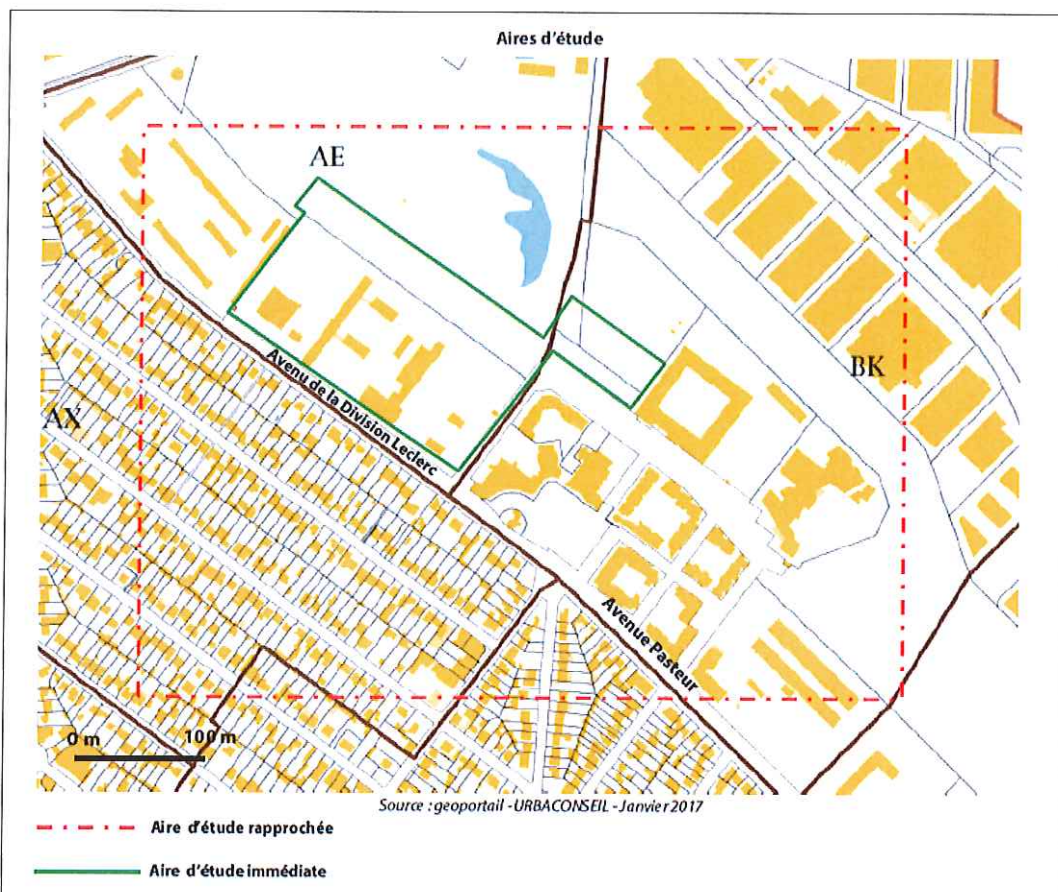 Aires d'étude
AE
BK
AX
Avenu de la Division Leclerc
Avenue Pasteur
0 m 100 m
Source : geoportail -URBACONSEIL -Janvier 2017
Aire d'étude rapprochée
Aire d'étude immédiate